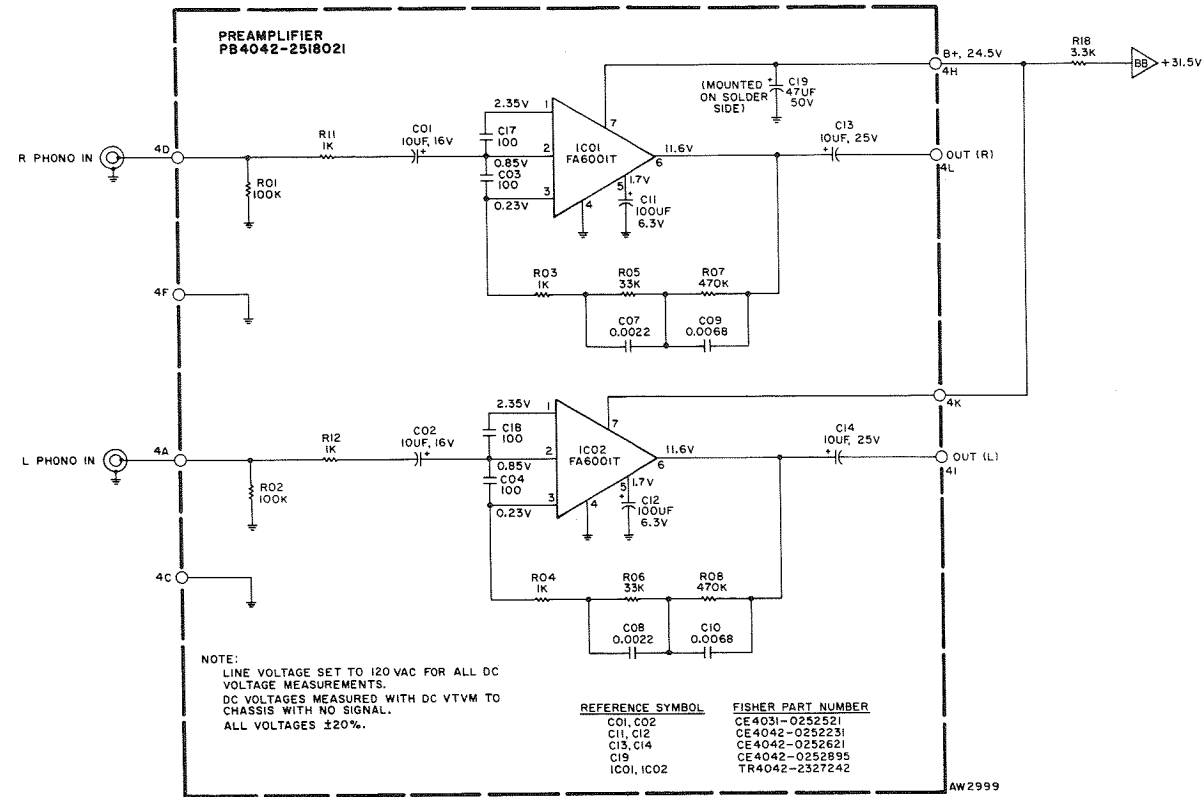 PREAMPLIFIER
PB4042-2518021
R18
3.3K
BB
+31.5V
B+, 24.5V
4H
(MOUNTED
ON SOLDER
SIDE)
+
C19
47UF
50V
R PHONO IN
4D
R11
1K
C01
10UF, 16V
+
2.35V
1
C17
100
2
0.85V
C03
100
3
0.23V
IC01
FA6001T
7
6
11.6V
5
1.7V
+
C11
100UF
6.3V
4
C13
10UF, 25V
+
OUT (R)
4L
R01
100K
4F
R03
1K
R05
33K
R07
470K
C07
0.0022
C09
0.0068
4K
L PHONO IN
4A
R12
1K
C02
10UF, 16V
+
2.35V
1
C18
100
2
0.85V
C04
100
3
0.23V
IC02
FA6001T
7
6
11.6V
5
1.7V
+
C12
100UF
6.3V
4
C14
10UF, 25V
+
OUT (L)
4I
R02
100K
4C
R04
1K
R06
33K
R08
470K
C08
0.0022
C10
0.0068
NOTE:
LINE VOLTAGE SET TO 120 VAC FOR ALL DC
VOLTAGE MEASUREMENTS.
DC VOLTAGES MEASURED WITH DC VTVM TO
CHASSIS WITH NO SIGNAL.
ALL VOLTAGES ±20%.
REFERENCE SYMBOL FISHER PART NUMBER
C01, C02 CE4031-0252521
C11, C12 CE4042-0252231
C13, C14 CE4042-0252621
C19 CE4042-0252895
IC01, IC02 TR4042-2327242
AW2999